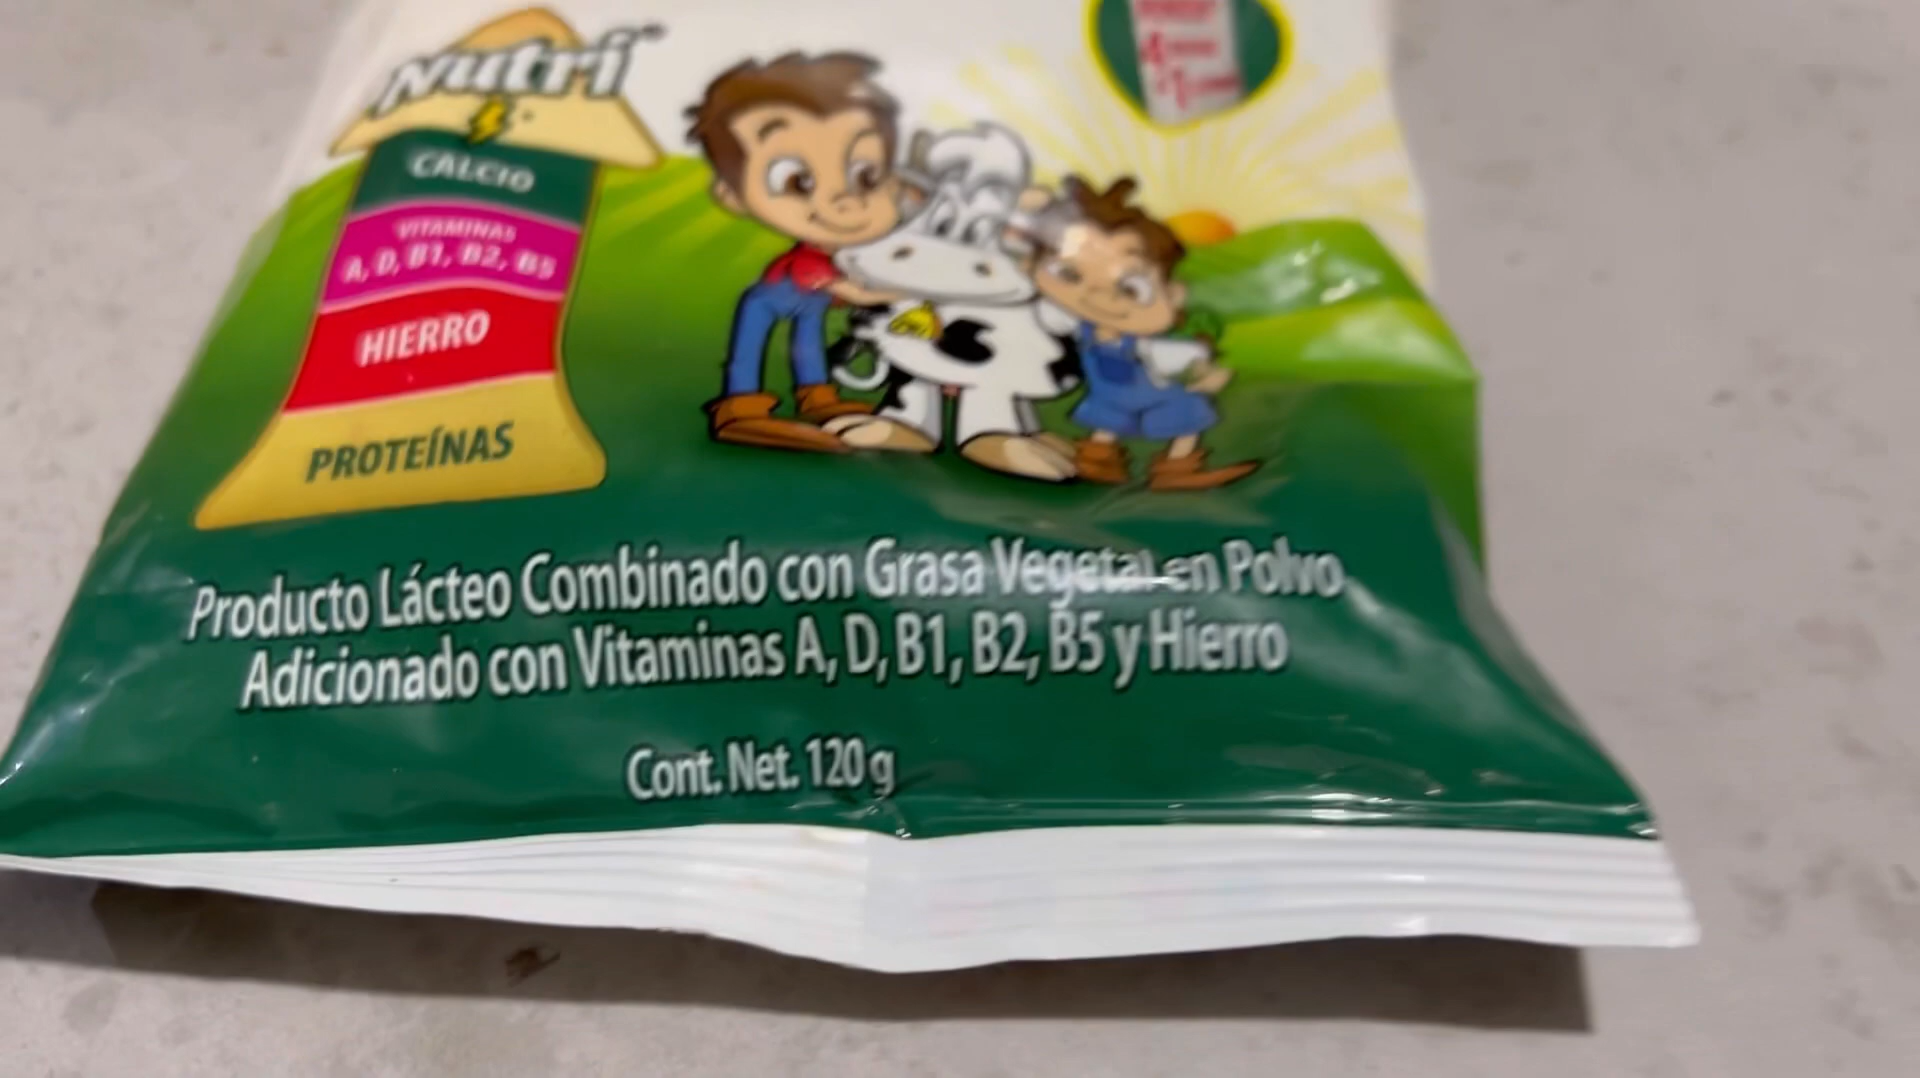 Nutri
CALCIO
VITAMINAS
A, D, B1, B2, B5
HIERRO
PROTEÍNAS
Producto Lácteo Combinado con Grasa Vegetal en Polvo
Adicionado con Vitaminas A, D, B1, B2, B5 y Hierro
Cont. Net. 120 g